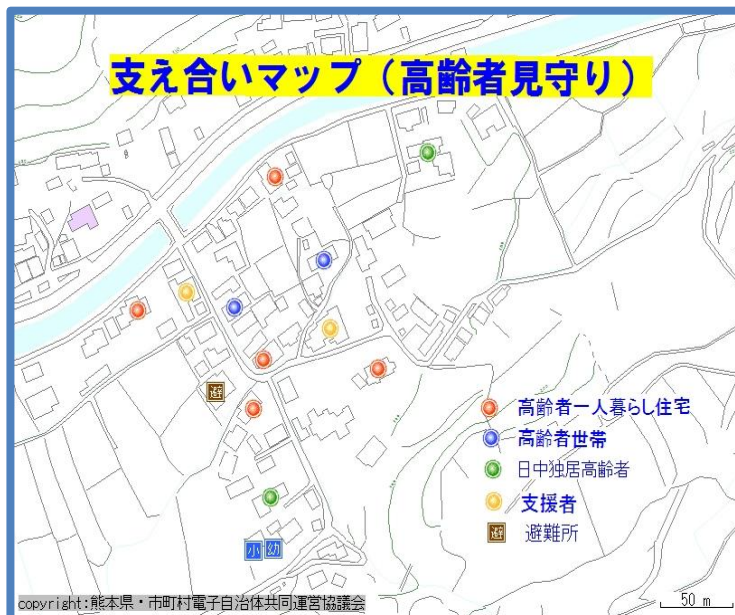 支え合いマップ（高齢者見守り）
避
高齢者一人暮らし住宅
高齢者世帯
日中独居高齢者
支援者
避 避難所
小 幼
copyright:熊本県・市町村電子自治体共同運営協議会
50 m